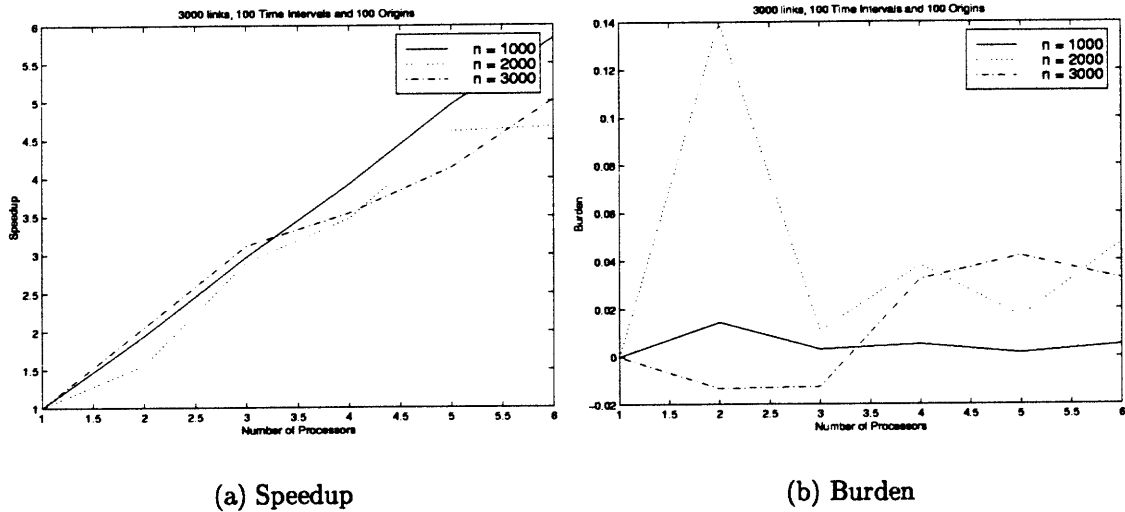 3000 links, 100 Time Intervals and 100 Origins
n = 1000
n = 2000
n = 3000
6
5.5
5
4.5
4
3.5
3
2.5
2
1.5
1
Speedup
1 1.5 2 2.5 3 3.5 4 4.5 5 5.5 6
Number of Processors
(a) Speedup
3000 links, 100 Time Intervals and 100 Origins
n = 1000
n = 2000
n = 3000
0.14
0.12
0.1
0.08
0.06
0.04
0.02
0
-0.02
Burden
1 1.5 2 2.5 3 3.5 4 4.5 5 5.5 6
Number of Processors
(b) Burden